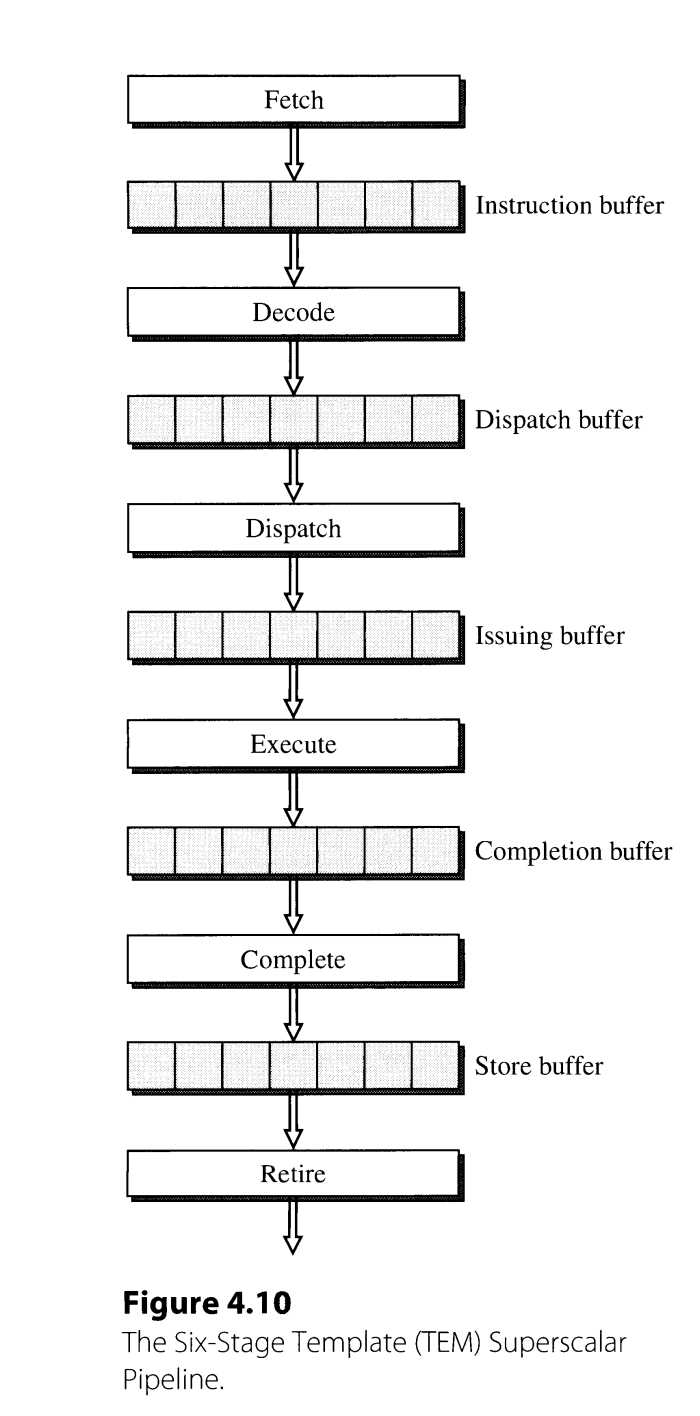 Fetch
Instruction buffer
Decode
Dispatch buffer
Dispatch
Issuing buffer
Execute
Completion buffer
Complete
Store buffer
Retire
Figure 4.10
The Six-Stage Template (TEM) Superscalar
Pipeline.